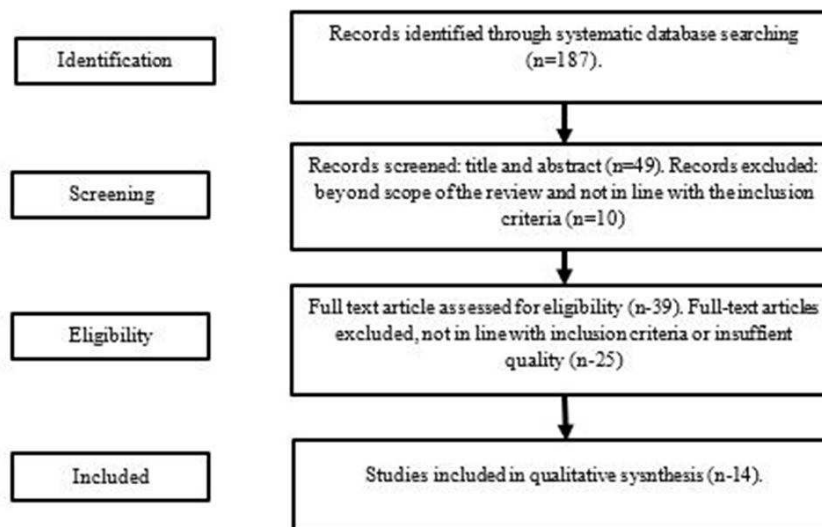 Identification
Records identified through systematic database searching
(n=187).
Screening
Records screened: title and abstract (n=49). Records excluded:
beyond scope of the review and not in line with the inclusion
criteria (n=10)
Eligibility
Full text article assessed for eligibility (n-39). Full-text articles
excluded, not in line with inclusion criteria or insuffient
quality (n-25)
Included
Studies included in qualitative sysnthesis (n-14).